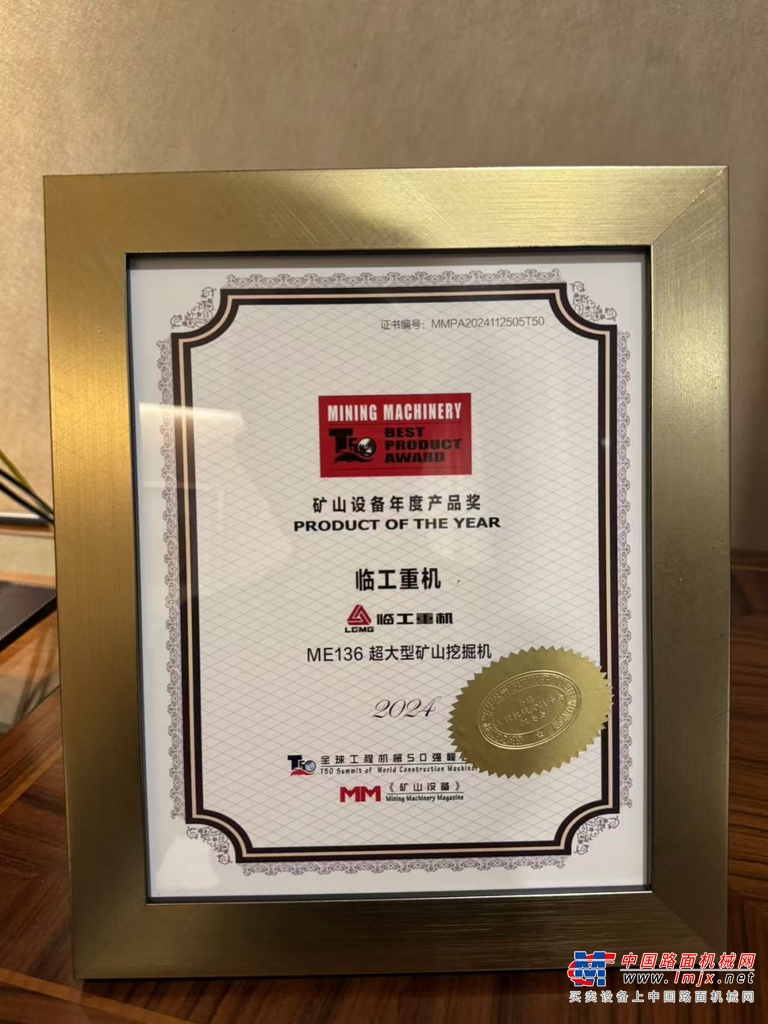 证书编号：MMPA2024112505T50
MINING MACHINERY
T50 BEST
PRODUCT
AWARD
矿山设备年度产品奖
PRODUCT OF THE YEAR
临工重机
LGMG 临工重机
ME136 超大型矿山挖掘机
2024
T50 全球工程机械50强峰
T50 Summit of World Construction Machin
MM 《矿山设备》
Mining Machinery Magazine
中国路面机械网
www.lmjx.net
买卖设备上中国路面机械网